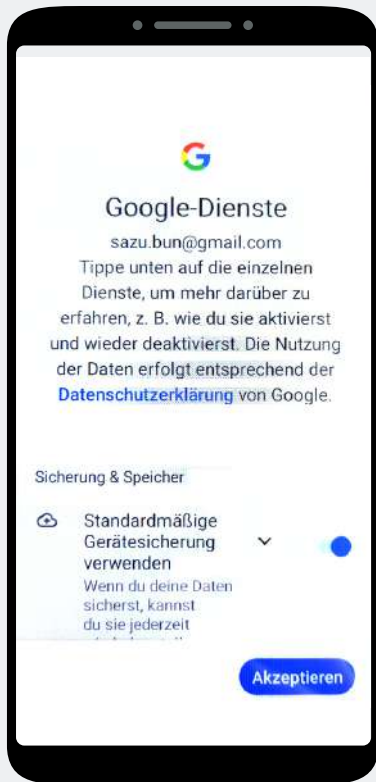 Google-Dienste
sazu.bun@gmail.com
Tippe unten auf die einzelnen
Dienste, um mehr darüber zu
erfahren, z. B. wie du sie aktivierst
und wieder deaktivierst. Die Nutzung
der Daten erfolgt entsprechend der
Datenschutzerklärung von Google.
Sicherung & Speicher
Standardmäßige
Gerätesicherung
verwenden
Wenn du deine Daten
sicherst, kannst
du sie jederzeit
Akzeptieren